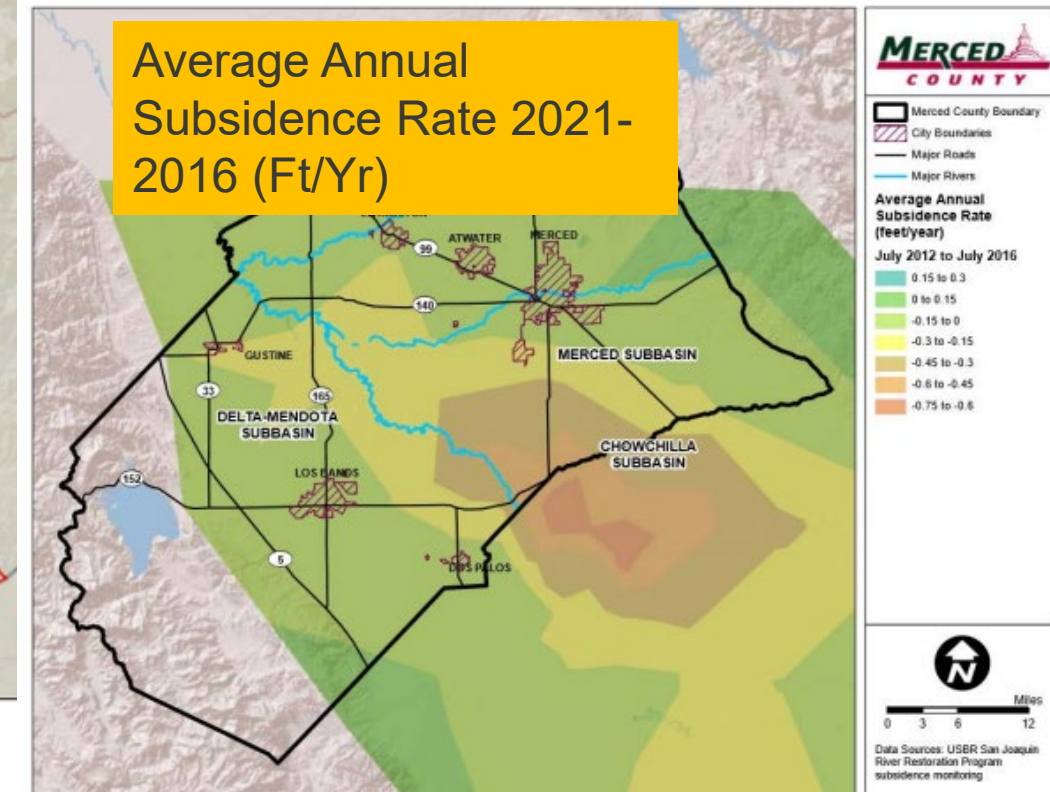 Average Annual
Subsidence Rate 2021-
2016 (Ft/Yr)
ATWATER
MERCED
99
140
GUSTINE
MERCED SUBBASIN
33
165
DELTA-MENDOTA
SUBBASIN
CHOWCHILLA
SUBBASIN
LOS BANOS
152
5
DOS PALOS
MERCED
COUNTY
Merced County Boundary
City Boundaries
Major Roads
Major Rivers
Average Annual
Subsidence Rate
(feet/year)
July 2012 to July 2016
0.15 to 0.3
0 to 0.15
-0.15 to 0
-0.3 to -0.15
-0.45 to -0.3
-0.6 to -0.45
-0.75 to -0.6
N
Miles
0 3 6 12
Data Sources: USBR San Joaquin
River Restoration Program
subsidence monitoring